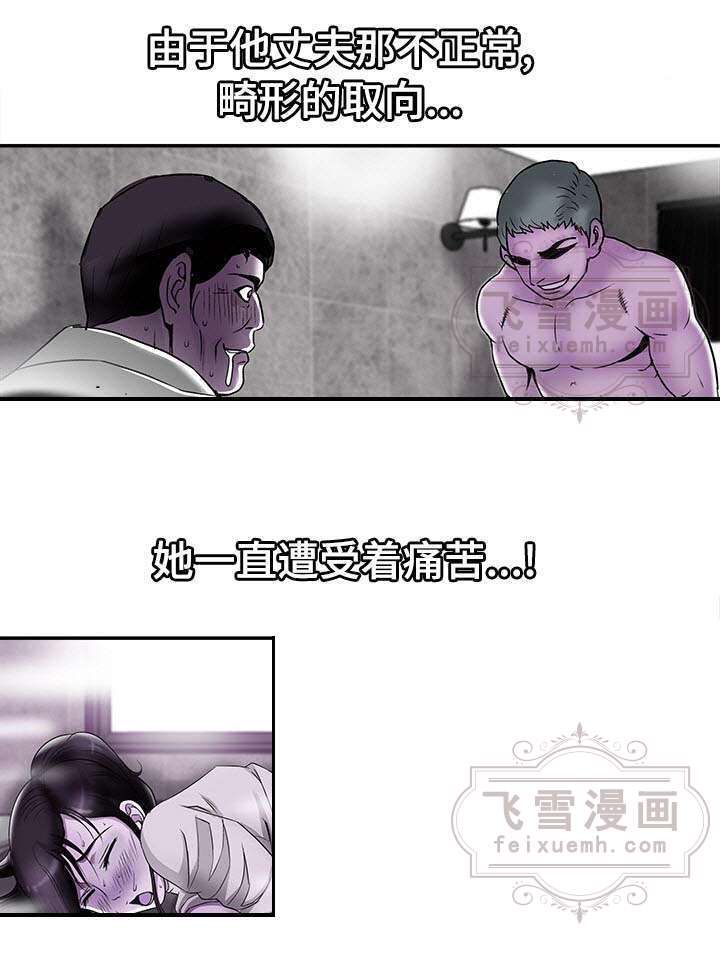 由于他丈夫那不正常,
畸形的取向...
飞雪漫画
feixuemh.com
她一直遭受着痛苦...!
飞雪漫画
feixuemh.com